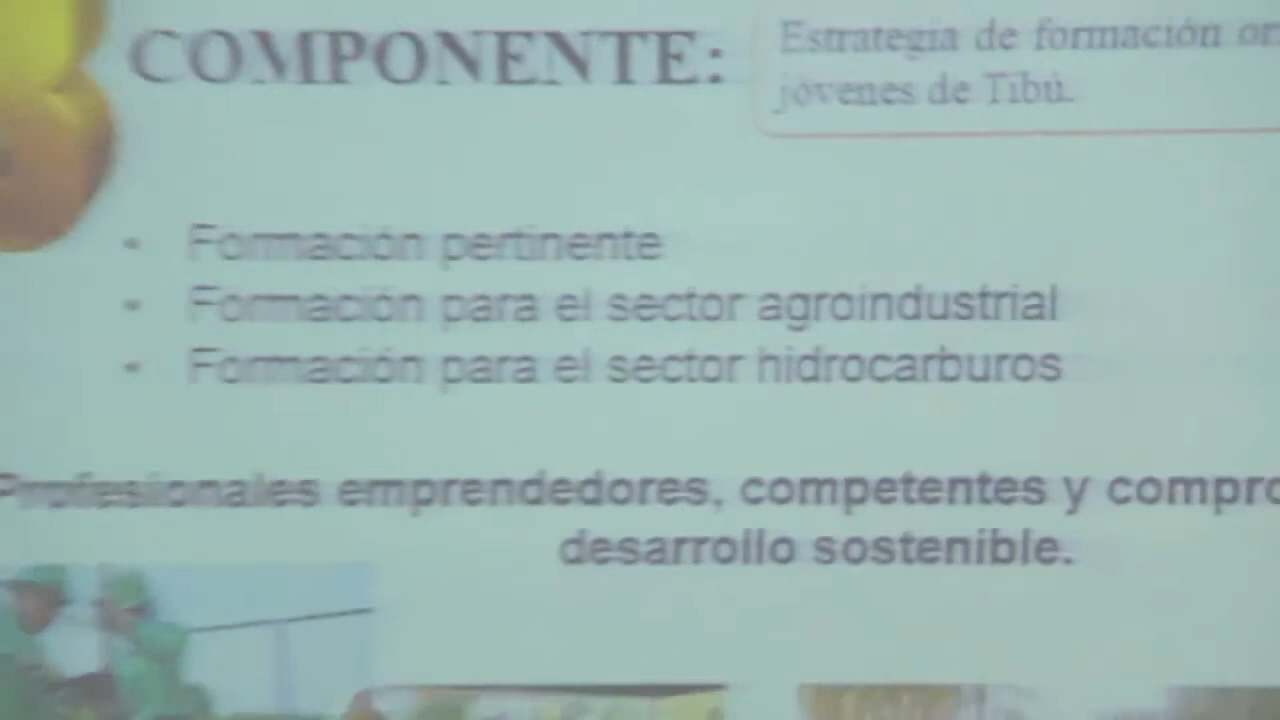 COMPONENTE:
Estrategia de formación
jóvenes de Tibú.
• Formación pertinente
• Formación para el sector agroindustrial
• Formación para el sector hidrocarburos
Profesionales emprendedores, competentes y
desarrollo sostenible.